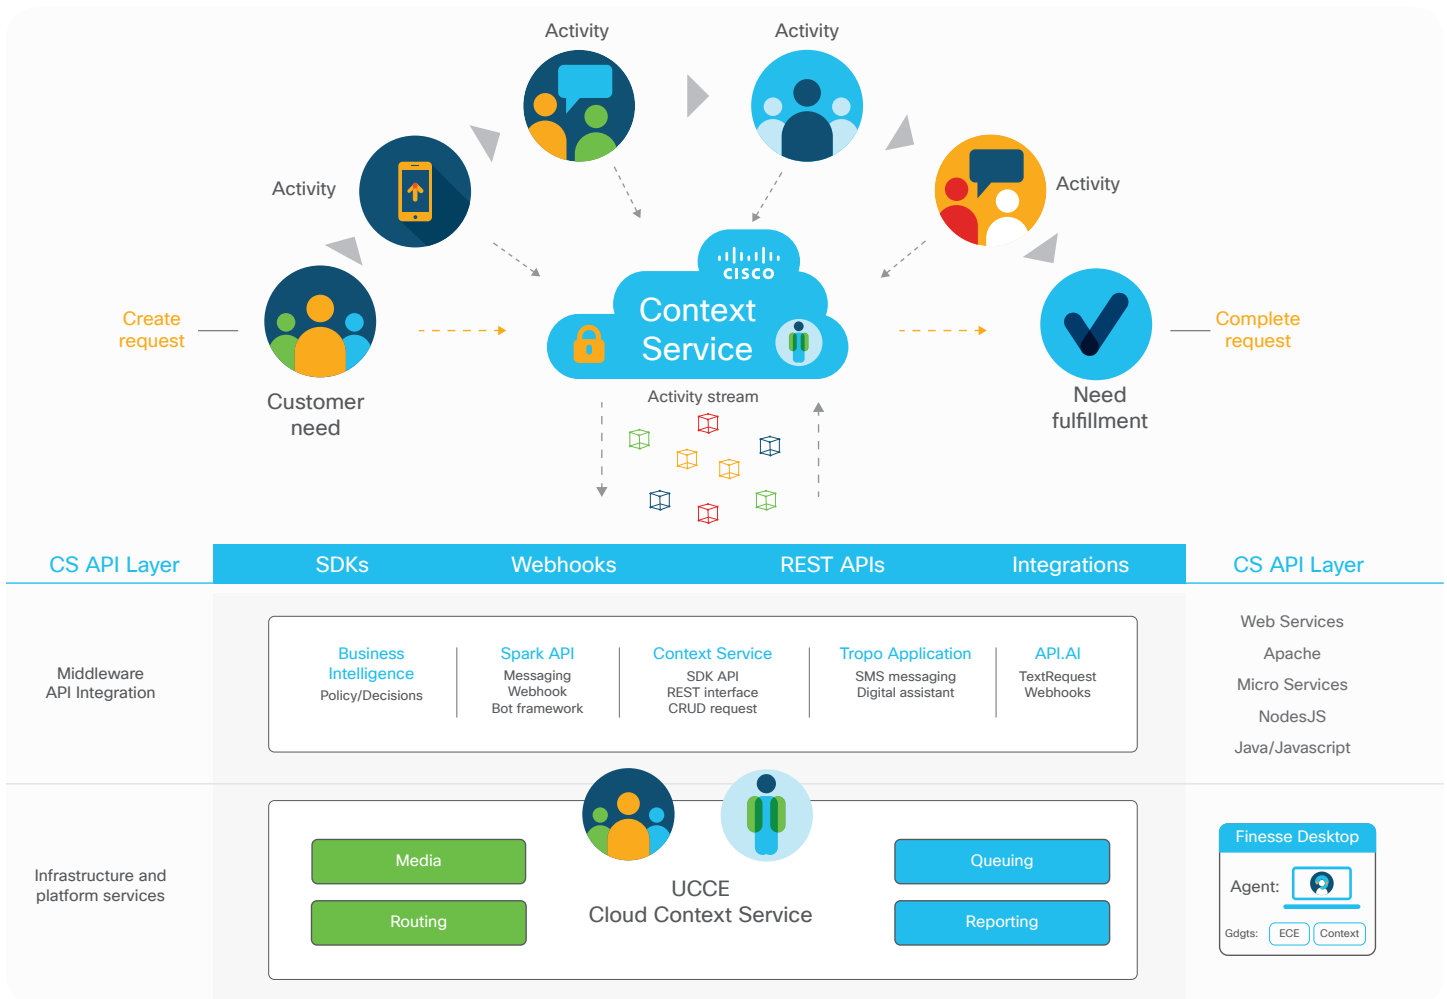 Activity
Activity
Activity
Activity
CISCO
Context
Service
Create
request
Complete
request
Customer
need
Need
fulfillment
Activity stream
CS API Layer
SDKs
Webhooks
REST APIs
Integrations
CS API Layer
Middleware
API Integration
Business
Intelligence
Policy/Decisions
Spark API
Messaging
Webhook
Bot framework
Context Service
SDK API
REST interface
CRUD request
Tropo Application
SMS messaging
Digital assistant
API.AI
TextRequest
Webhooks
Web Services
Apache
Micro Services
NodesJS
Java/Javascript
Infrastructure and
platform services
Media
Routing
UCCE
Cloud Context Service
Queuing
Reporting
Finesse Desktop
Agent:
Gdgts:
ECE
Context